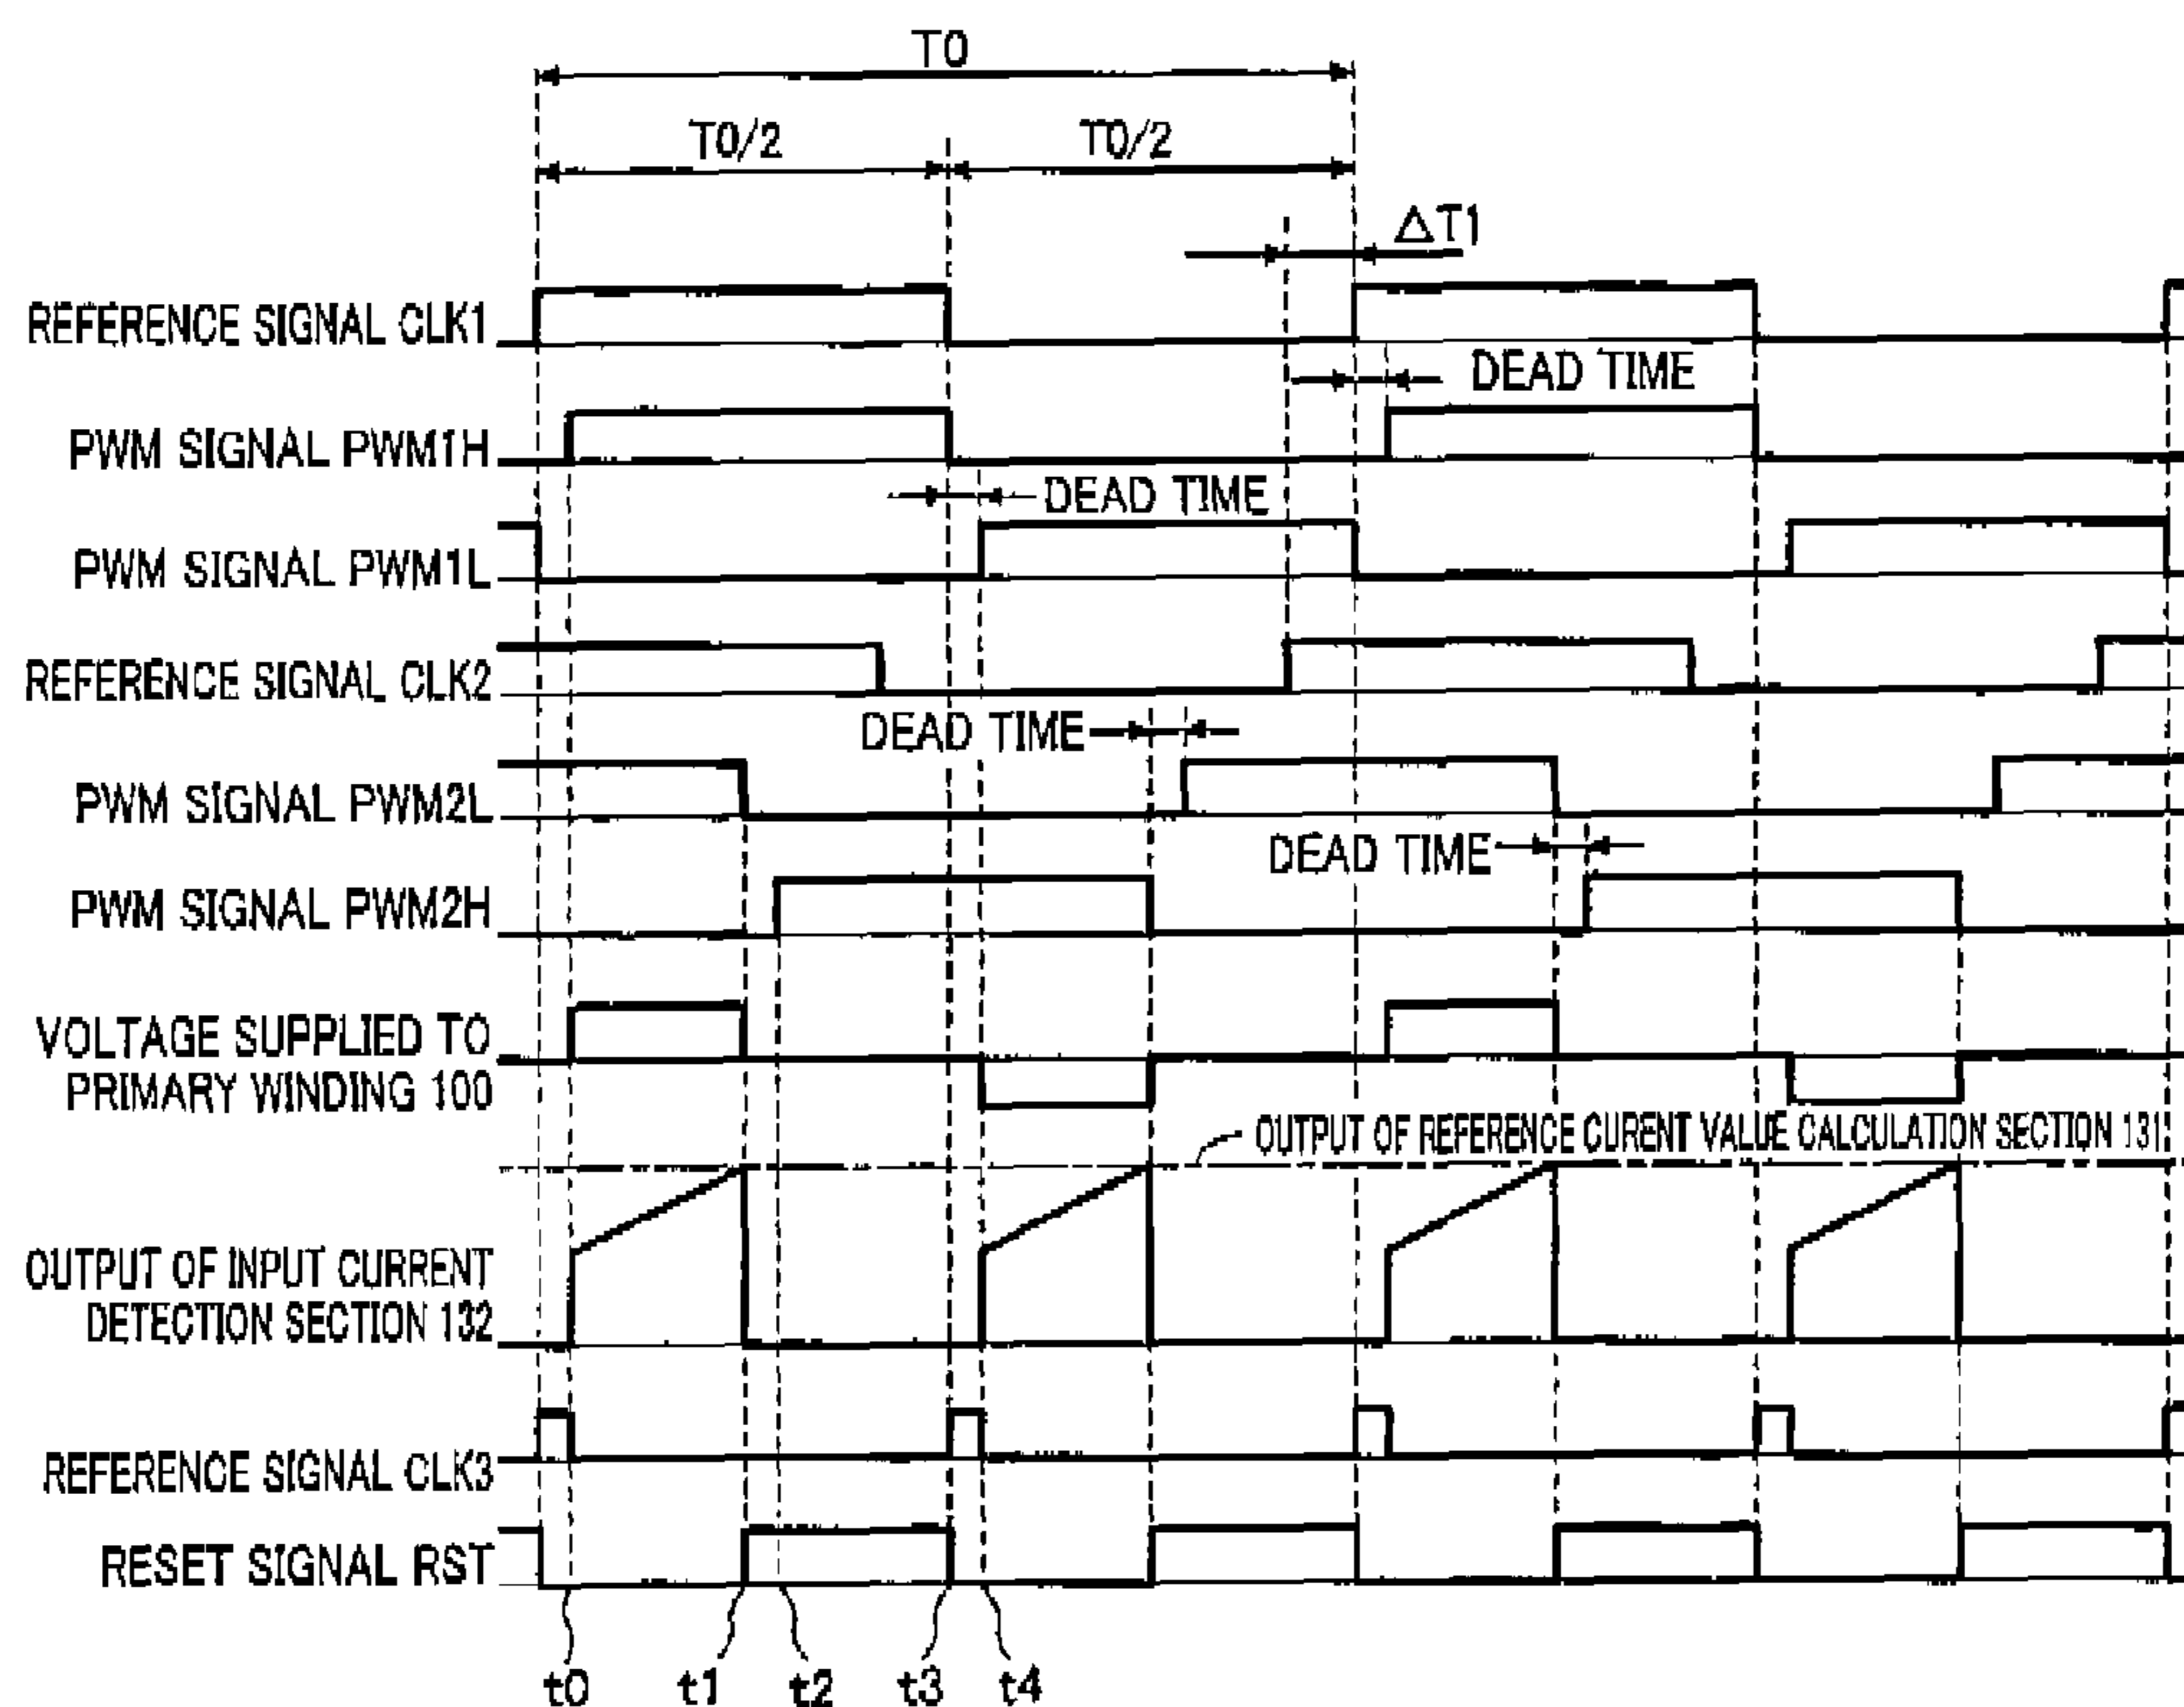 T0
T0/2 T0/2
ΔT1
REFERENCE SIGNAL CLK1
DEAD TIME
PWM SIGNAL PWM1H
DEAD TIME
PWM SIGNAL PWM1L
REFERENCE SIGNAL CLK2
DEAD TIME
PWM SIGNAL PWM2L
DEAD TIME
PWM SIGNAL PWM2H
VOLTAGE SUPPLIED TO
PRIMARY WINDING 100
OUTPUT OF REFERENCE CURENT VALUE CALCULATION SECTION 131
OUTPUT OF INPUT CURRENT
DETECTION SECTION 132
REFERENCE SIGNAL CLK3
RESET SIGNAL RST
t0 t1 t2 t3 t4